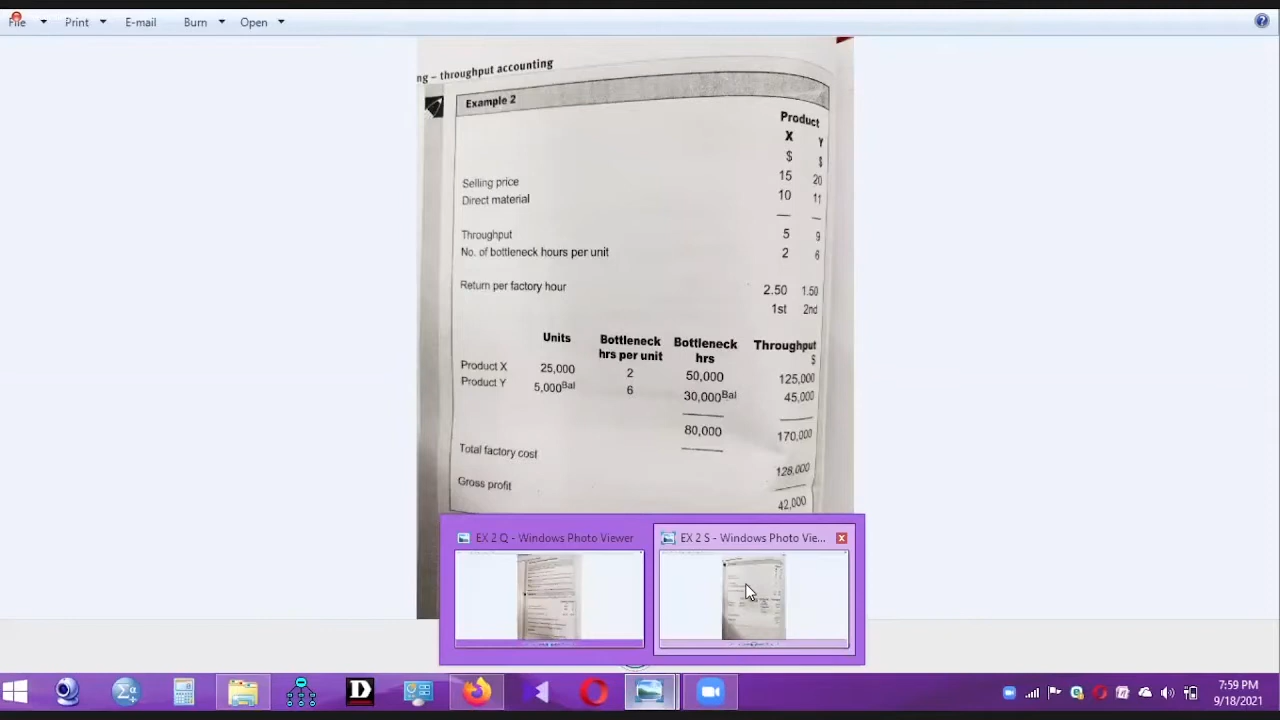 File Print E-mail Burn Open
ng – throughput accounting
Example 2
Product
X Y
$ $
Selling price 15 20
Direct material 10 11
Throughput 5 9
No. of bottleneck hours per unit 2 6
Return per factory hour 2.50 1.50
1st 2nd
Units Bottleneck Bottleneck Throughput
hrs per unit hrs $
Product X 25,000 2 50,000 125,000
Product Y 5,000Bal 6 30,000Bal 45,000
80,000 170,000
Total factory cost 128,000
Gross profit 42,000
EX 2 Q - Windows Photo Viewer EX 2 S - Windows Photo Vie...
7:59 PM
9/18/2021